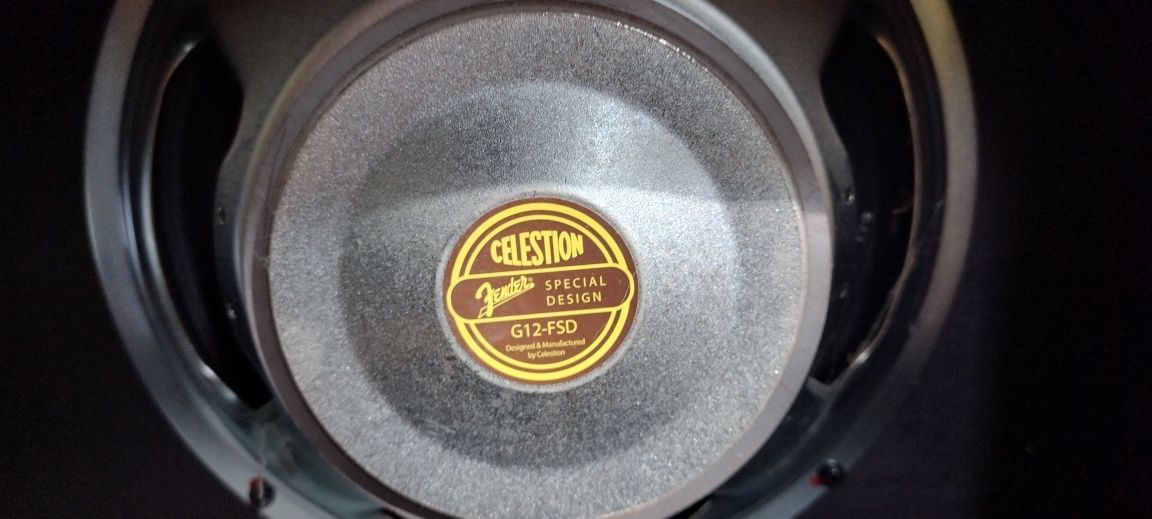 CELESTION
Fender® SPECIAL
DESIGN
G12-FSD
Designed & Manufactured
by Celestion